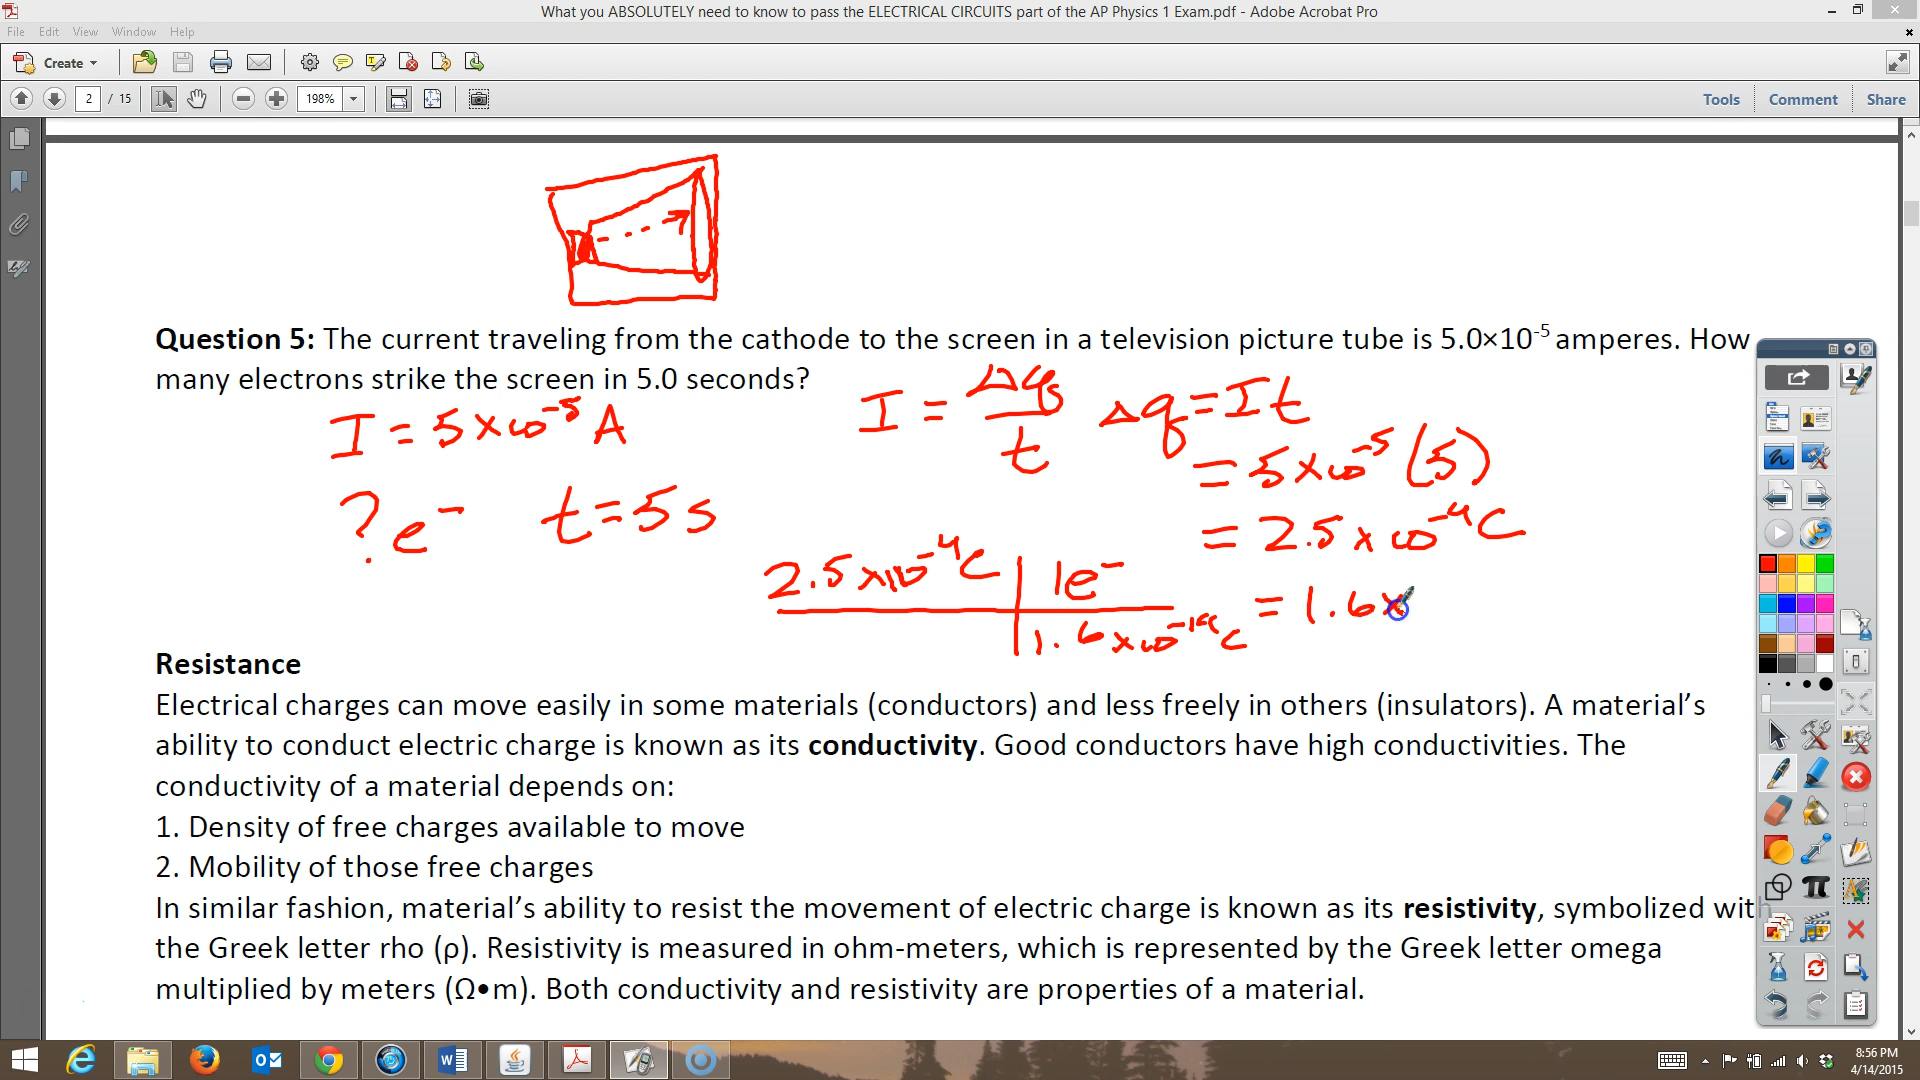 What you ABSOLUTELY need to know to pass the ELECTRICAL CIRCUITS part of the AP Physics 1 Exam.pdf - Adobe Acrobat Pro
File Edit View Window Help
Create
2 / 15 198% Tools Comment Share
Question 5: The current traveling from the cathode to the screen in a television picture tube is 5.0×10⁻⁵ amperes. How
many electrons strike the screen in 5.0 seconds?
I = 5×10⁻⁵ A
? e⁻ t = 5 s
I = Δq / t
Δq = I t
= 5×10⁻⁵ (5)
= 2.5×10⁻⁴ C
2.5×10⁻⁴ C | 1e⁻
1.6×10⁻¹⁹ C
= 1.6×
Resistance
Electrical charges can move easily in some materials (conductors) and less freely in others (insulators). A material’s
ability to conduct electric charge is known as its conductivity. Good conductors have high conductivities. The
conductivity of a material depends on:
1. Density of free charges available to move
2. Mobility of those free charges
In similar fashion, material’s ability to resist the movement of electric charge is known as its resistivity, symbolized with
the Greek letter rho (ρ). Resistivity is measured in ohm-meters, which is represented by the Greek letter omega
multiplied by meters (Ω•m). Both conductivity and resistivity are properties of a material.
8:56 PM
4/14/2015